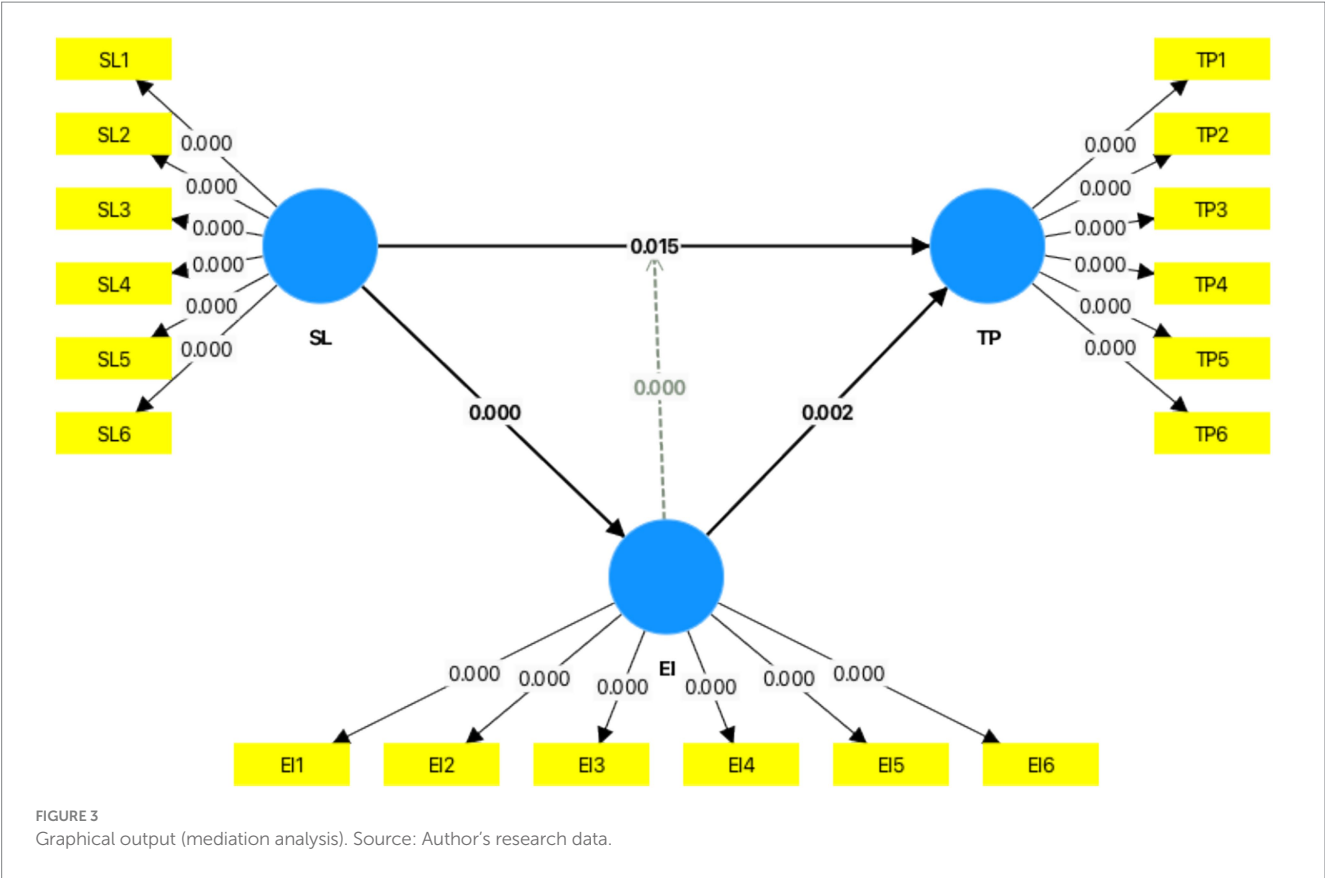 SL1
SL2
SL3
SL4
SL5
SL6
0.000
0.000
0.000
0.000
0.000
0.000
SL
0.015
0.000
0.000
0.002
TP
0.000
0.000
0.000
0.000
0.000
0.000
TP1
TP2
TP3
TP4
TP5
TP6
EI
0.000
0.000
0.000
0.000
0.000
0.000
EI1
EI2
EI3
EI4
EI5
EI6
FIGURE 3
Graphical output (mediation analysis). Source: Author’s research data.